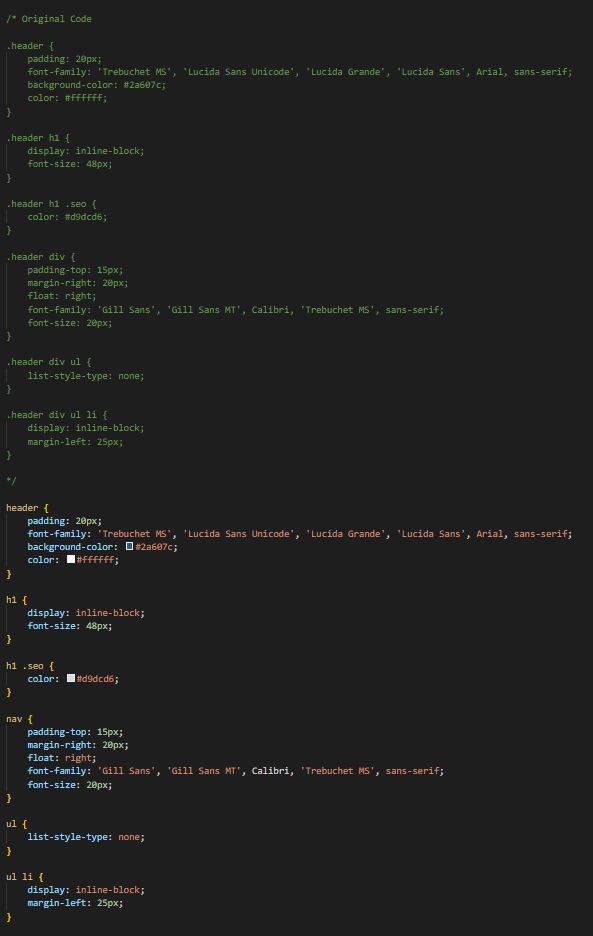 /* Original Code
.header {
padding: 20px;
font-family: 'Trebuchet MS', 'Lucida Sans Unicode', 'Lucida Grande', 'Lucida Sans', Arial, sans-serif;
background-color: #2a607c;
color: #ffffff;
}
.header h1 {
display: inline-block;
font-size: 48px;
}
.header h1 .seo {
color: #d9dcd6;
}
.header div {
padding-top: 15px;
margin-right: 20px;
float: right;
font-family: 'Gill Sans', 'Gill Sans MT', Calibri, 'Trebuchet MS', sans-serif;
font-size: 20px;
}
.header div ul {
list-style-type: none;
}
.header div ul li {
display: inline-block;
margin-left: 25px;
}
*/
header {
padding: 20px;
font-family: 'Trebuchet MS', 'Lucida Sans Unicode', 'Lucida Grande', 'Lucida Sans', Arial, sans-serif;
background-color: #2a607c;
color: #ffffff;
}
h1 {
display: inline-block;
font-size: 48px;
}
h1 .seo {
color: #d9dcd6;
}
nav {
padding-top: 15px;
margin-right: 20px;
float: right;
font-family: 'Gill Sans', 'Gill Sans MT', Calibri, 'Trebuchet MS', sans-serif;
font-size: 20px;
}
ul {
list-style-type: none;
}
ul li {
display: inline-block;
margin-left: 25px;
}